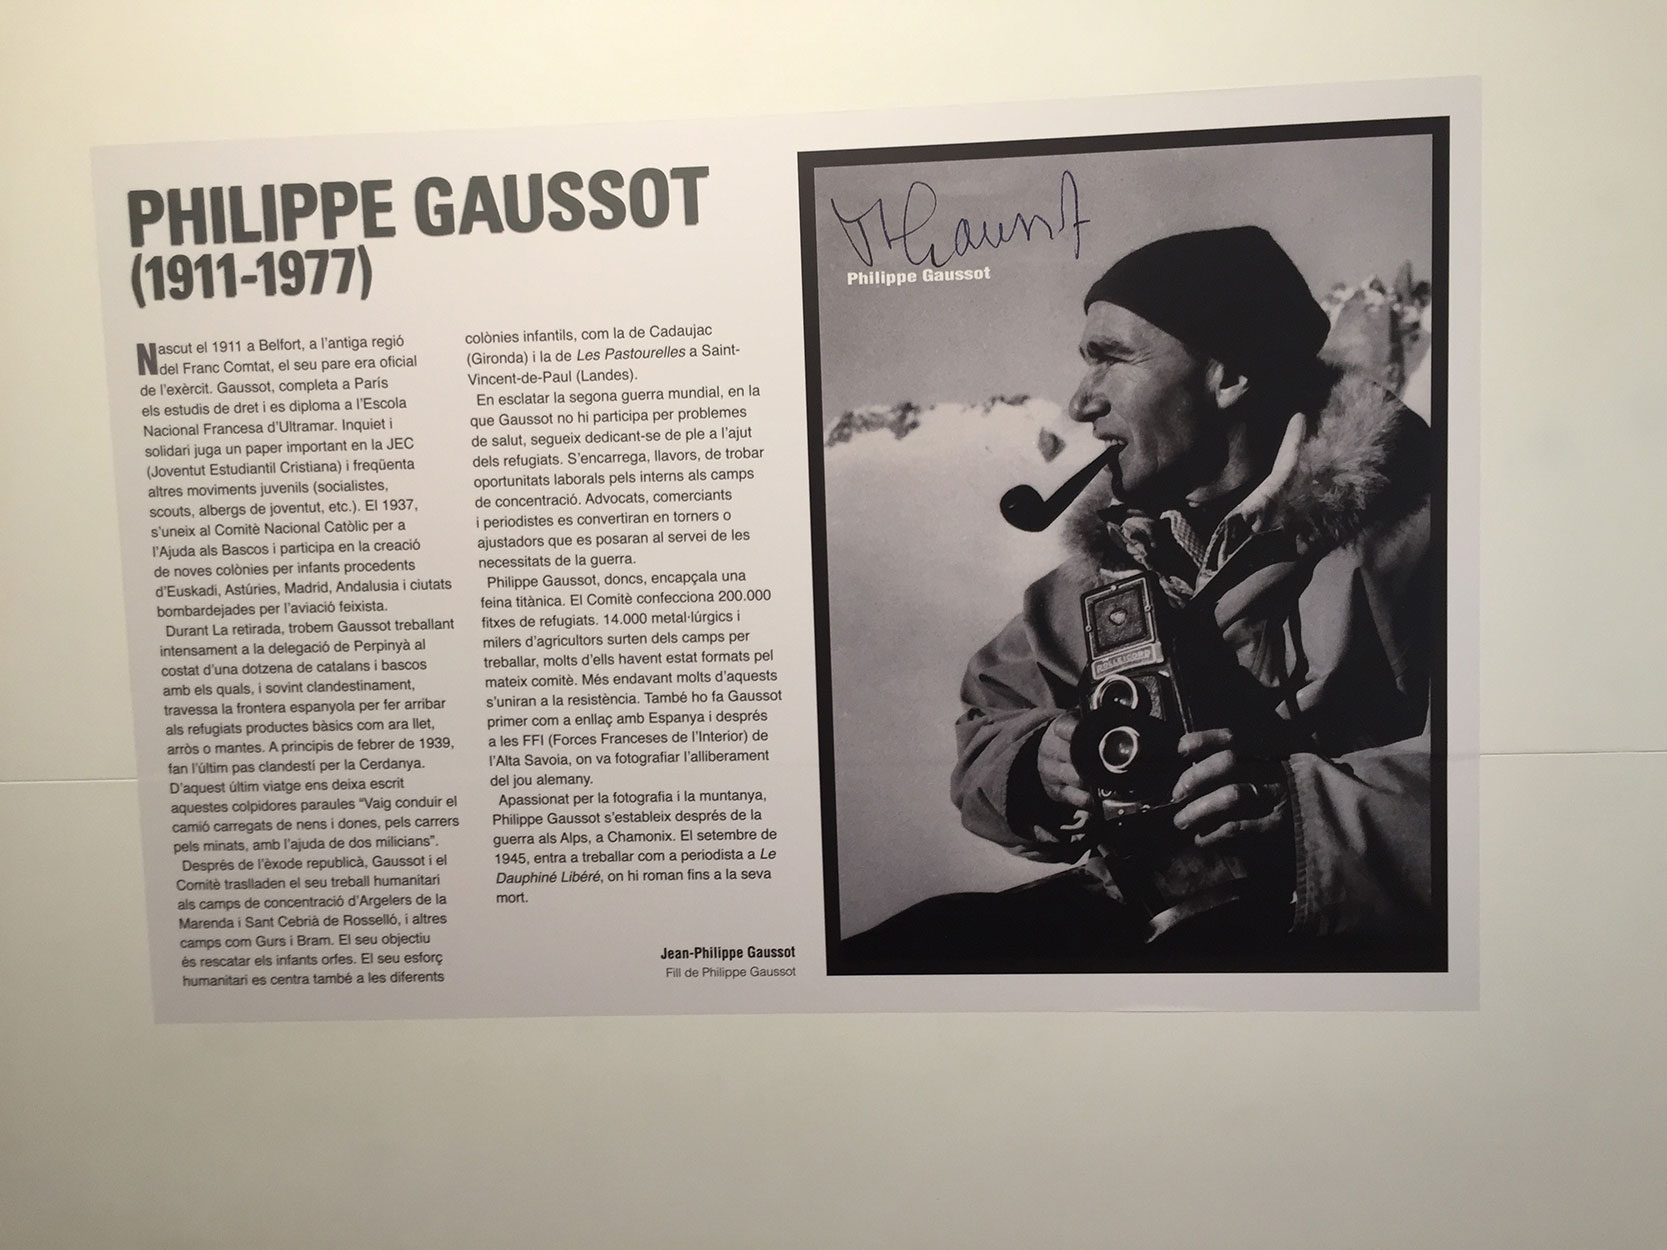 PHILIPPE GAUSSOT
(1911-1977)
Nascut el 1911 a Belfort, a l'antiga regió
del Franc Comtat, el seu pare era oficial
de l'exèrcit. Gaussot, completa a París
els estudis de dret i es diploma a l'Escola
Nacional Francesa d'Ultramar. Inquiet i
solidari juga un paper important en la JEC
(Joventut Estudiantil Cristiana) i freqüenta
altres moviments juvenils (socialistes,
scouts, albergs de joventut, etc.). El 1937,
s'uneix al Comitè Nacional Catòlic per a
l'Ajuda als Bascos i participa en la creació
de noves colònies per infants procedents
d'Euskadi, Astúries, Madrid, Andalusia i ciutats
bombardejades per l'aviació feixista.
Durant La retirada, trobem Gaussot treballant
intensament a la delegació de Perpinyà al
costat d'una dotzena de catalans i bascos
amb els quals, i sovint clandestinament,
travessa la frontera espanyola per fer arribar
als refugiats productes bàsics com ara llet,
arròs o mantes. A principis de febrer de 1939,
fan l'últim pas clandestí per la Cerdanya.
D'aquest últim viatge ens deixa escrit
aquestes colpidores paraules "Vaig conduir el
camió carregats de nens i dones, pels carrers
pels minats, amb l'ajuda de dos milicians".
Després de l'èxode republicà, Gaussot i el
Comitè traslladen el seu treball humanitari
als camps de concentració d'Argelers de la
Marenda i Sant Cebrià de Rosselló, i altres
camps com Gurs i Bram. El seu objectiu
és rescatar els infants orfes. El seu esforç
humanitari es centra també a les diferents
colònies infantils, com la de Cadaujac
(Gironda) i la de Les Pastourelles a Saint-
Vincent-de-Paul (Landes).
En esclatar la segona guerra mundial, en la
que Gaussot no hi participa per problemes
de salut, segueix dedicant-se de ple a l'ajut
dels refugiats. S'encarrega, llavors, de trobar
oportunitats laborals pels interns als camps
de concentració. Advocats, comerciants
i periodistes es convertiran en torners o
ajustadors que es posaran al servei de les
necessitats de la guerra.
Philippe Gaussot, doncs, encapçala una
feina titànica. El Comitè confecciona 200.000
fitxes de refugiats. 14.000 metal·lúrgics i
milers d'agricultors surten dels camps per
treballar, molts d'ells havent estat formats pel
mateix comitè. Més endavant molts d'aquests
s'uniran a la resistència. També ho fa Gaussot
primer com a enllaç amb Espanya i després
a les FFI (Forces Franceses de l'Interior) de
l'Alta Savoia, on va fotografiar l'alliberament
del jou alemany.
Apassionat per la fotografia i la muntanya,
Philippe Gaussot s'estableix després de la
guerra als Alps, a Chamonix. El setembre de
1945, entra a treballar com a periodista a Le
Dauphiné Libéré, on hi roman fins a la seva
mort.
Jean-Philippe Gaussot
Fill de Philippe Gaussot
Ph Gaussot
Philippe Gaussot
ROLLEICORD